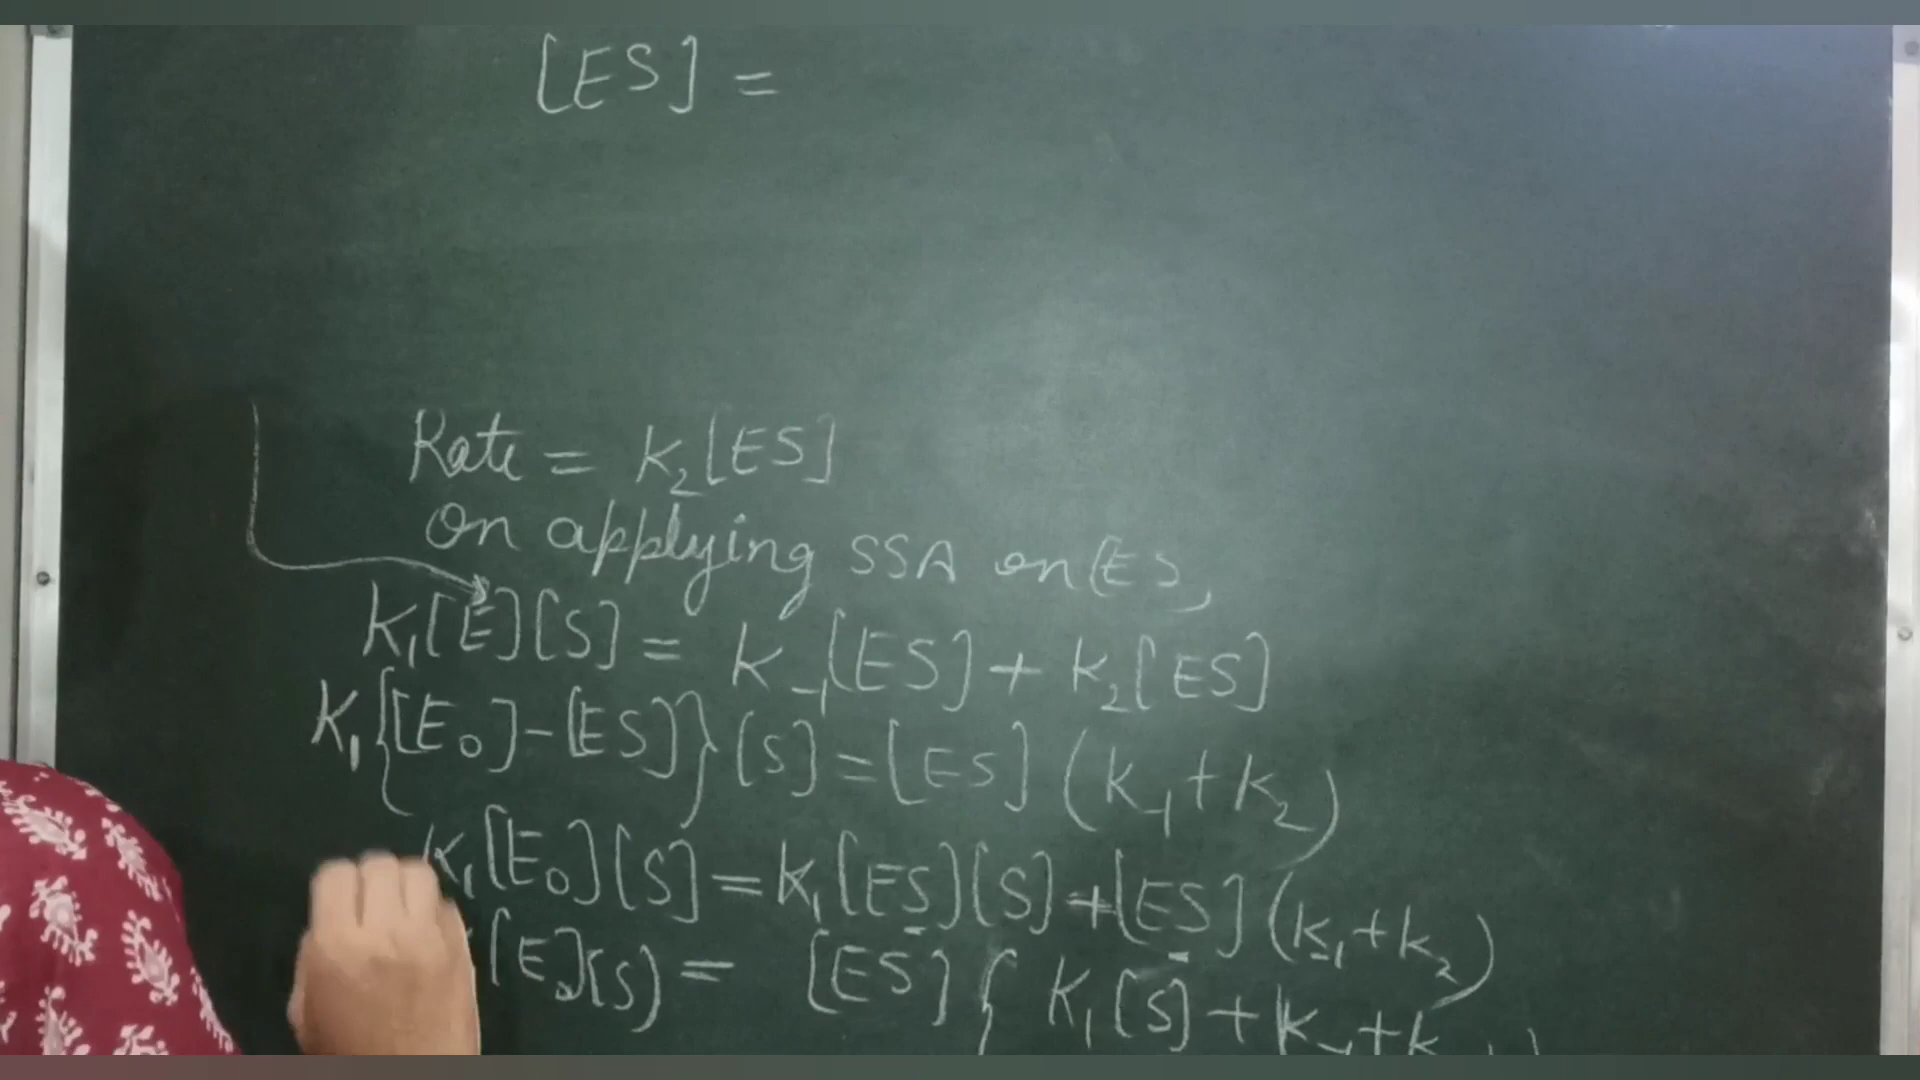 [ES] =
Rate = K₂[ES]
On applying SSA on ES,
K₁[E][S] = K₋₁[ES] + K₂[ES]
K₁{[E₀]-[ES]}[S] = [ES] (K₋₁+K₂)
K₁[E₀][S] = K₁[ES][S] + [ES] (K₋₁+K₂)
[E₀][S] = [ES] { K₁[S] + K₋₁+K